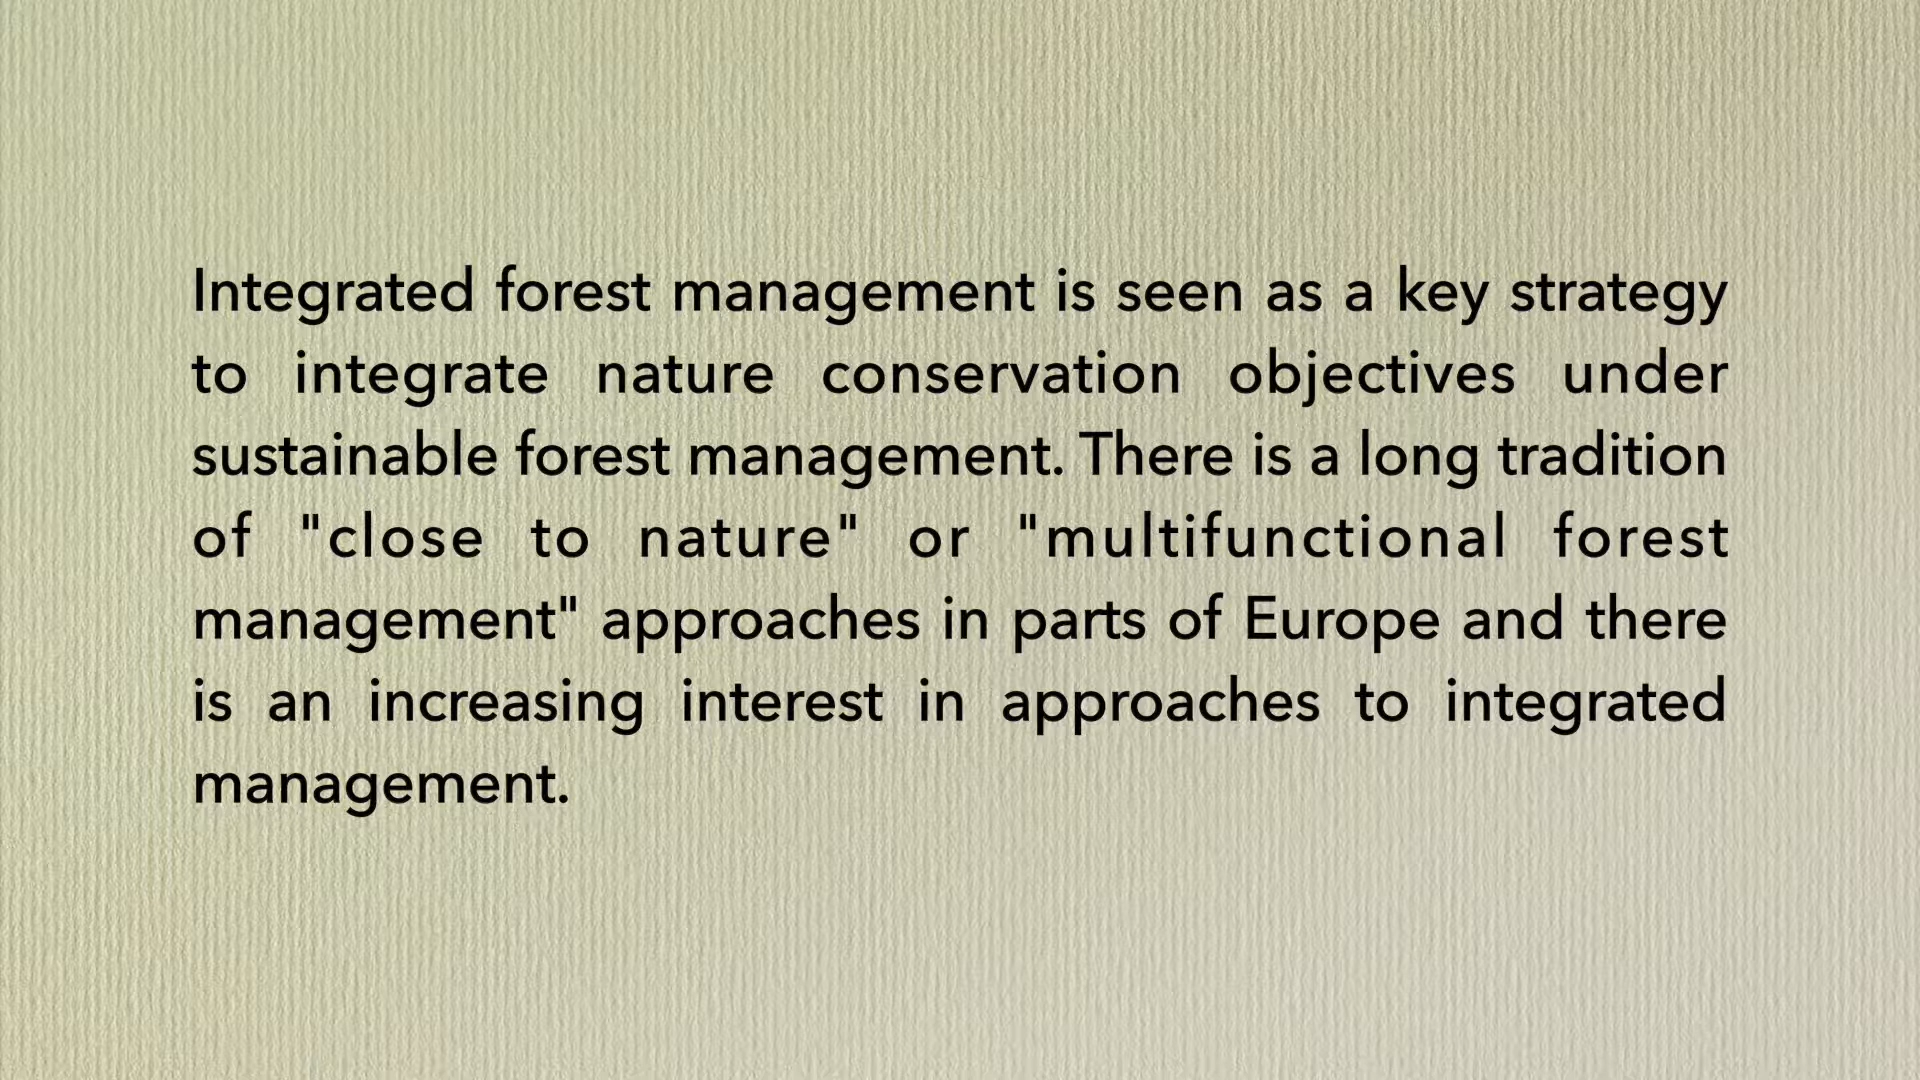 Integrated forest management is seen as a key strategy
to integrate nature conservation objectives under
sustainable forest management. There is a long tradition
of "close to nature" or "multifunctional forest
management" approaches in parts of Europe and there
is an increasing interest in approaches to integrated
management.